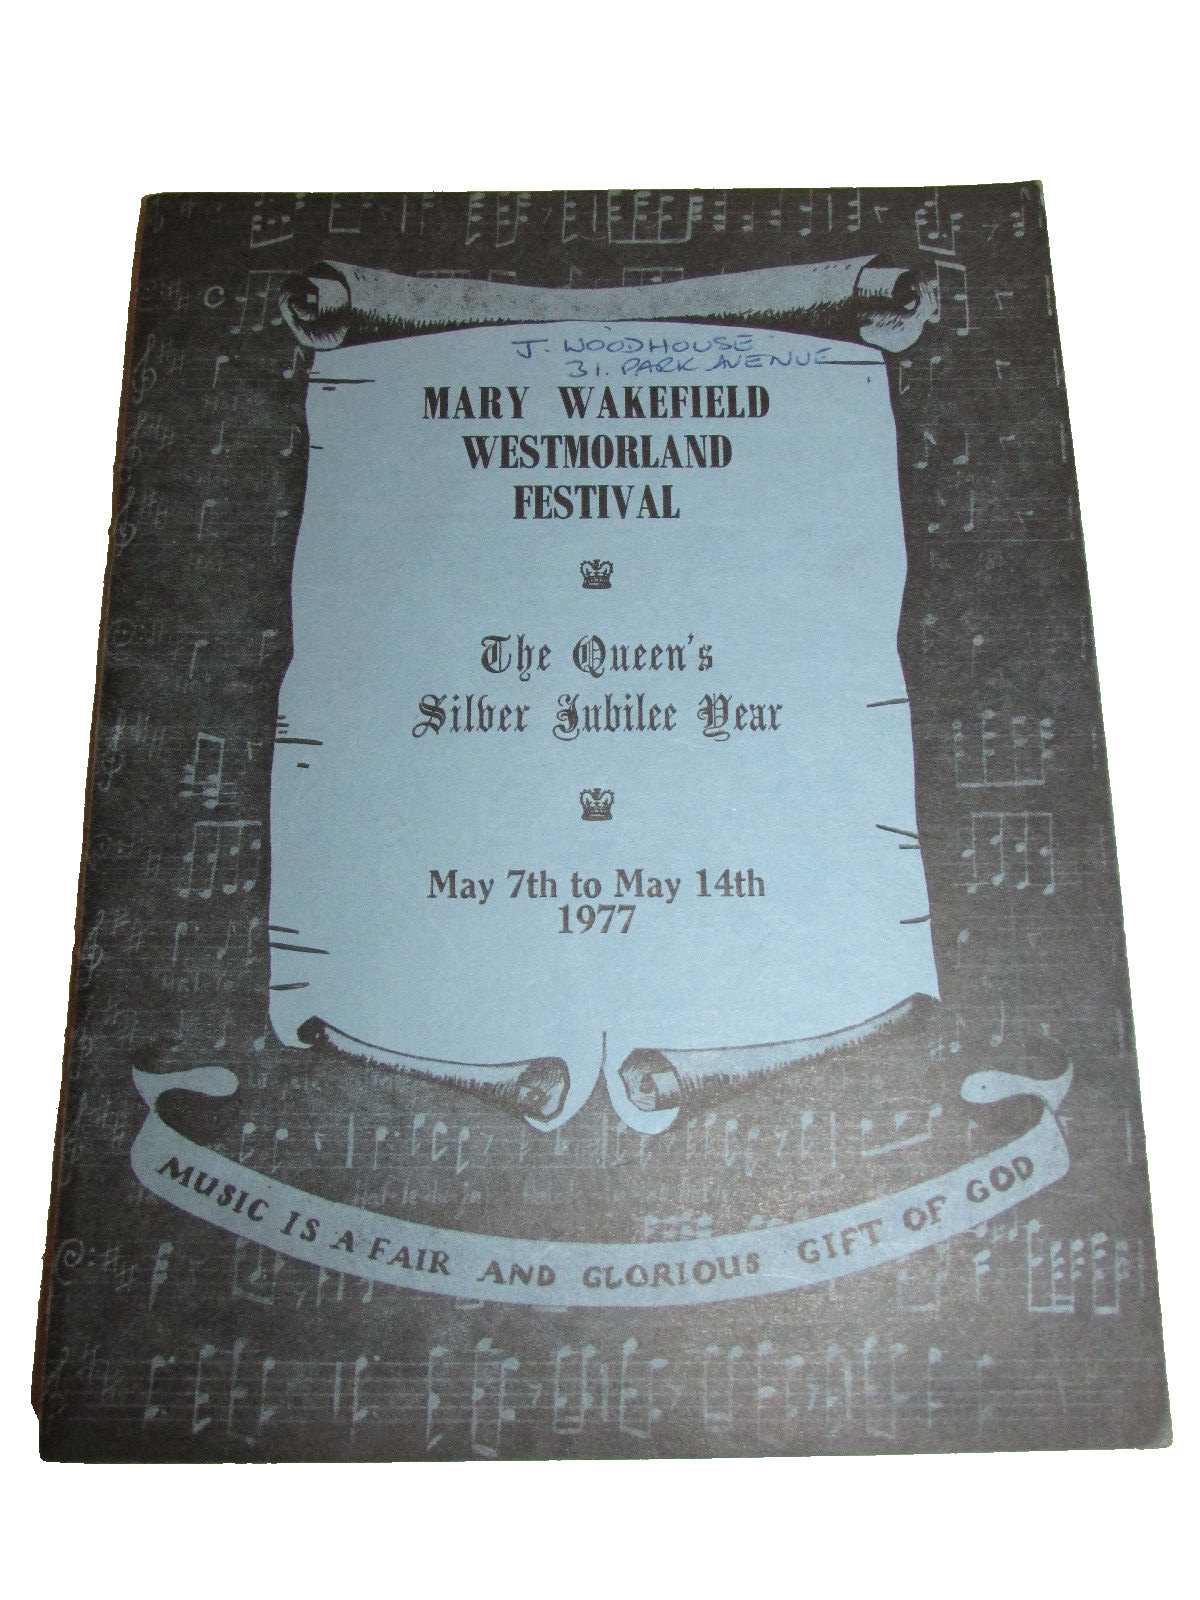 J. WOODHOUSE
31. PARK AVENUE
MARY WAKEFIELD
WESTMORLAND
FESTIVAL
The Queen's
Silver Jubilee Year
May 7th to May 14th
1977
MUSIC IS A FAIR AND GLORIOUS GIFT OF GOD